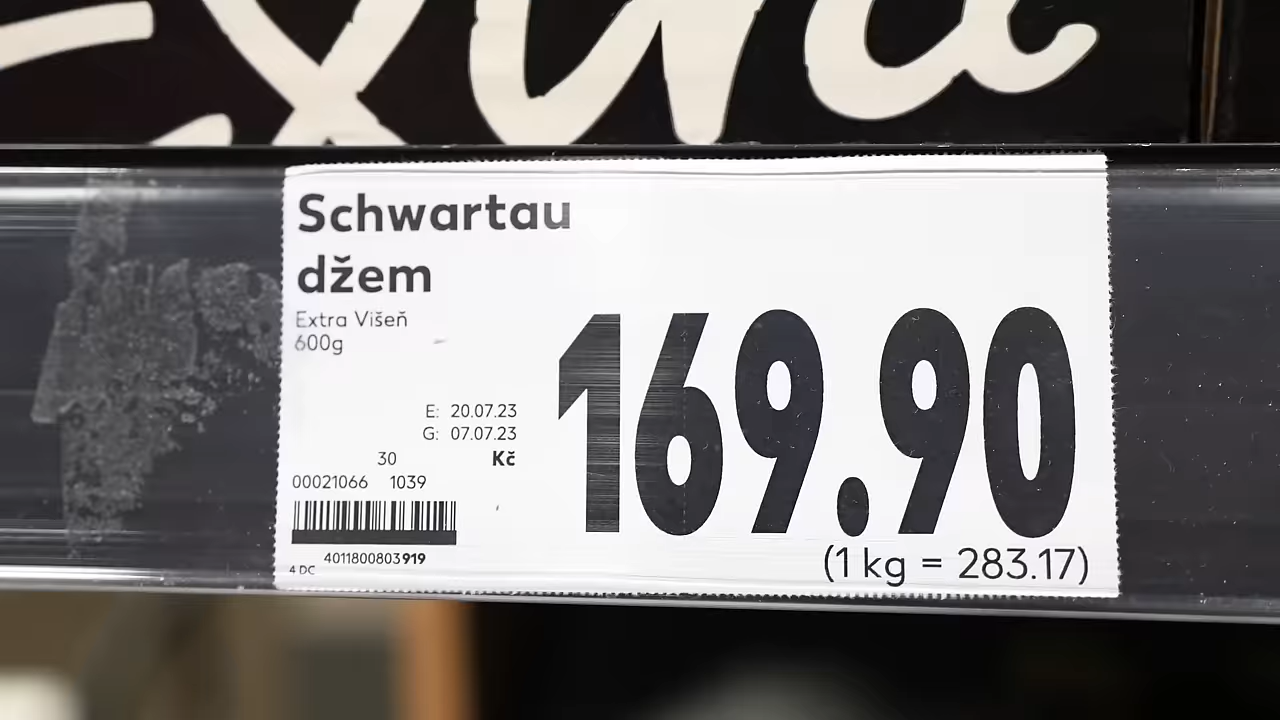 Extra
Schwartau
džem
Extra Višeň
600g
169.90
E: 20.07.23
G: 07.07.23
30 Kč
00021066 1039
4011800803919
4 DC
(1 kg = 283.17)